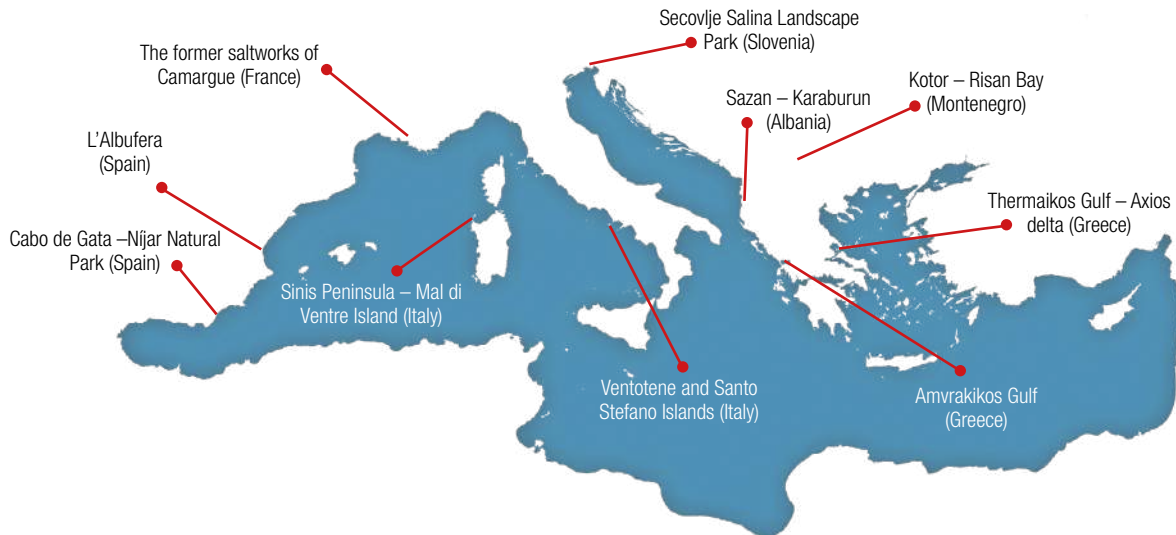 Secovlje Salina Landscape
Park (Slovenia)
The former saltworks of
Camargue (France)
Kotor – Risan Bay
(Montenegro)
Sazan – Karaburun
(Albania)
L'Albufera
(Spain)
Thermaikos Gulf – Axios
delta (Greece)
Cabo de Gata –Níjar Natural
Park (Spain)
Sinis Peninsula – Mal di
Ventre Island (Italy)
Ventotene and Santo
Stefano Islands (Italy)
Amvrakikos Gulf
(Greece)